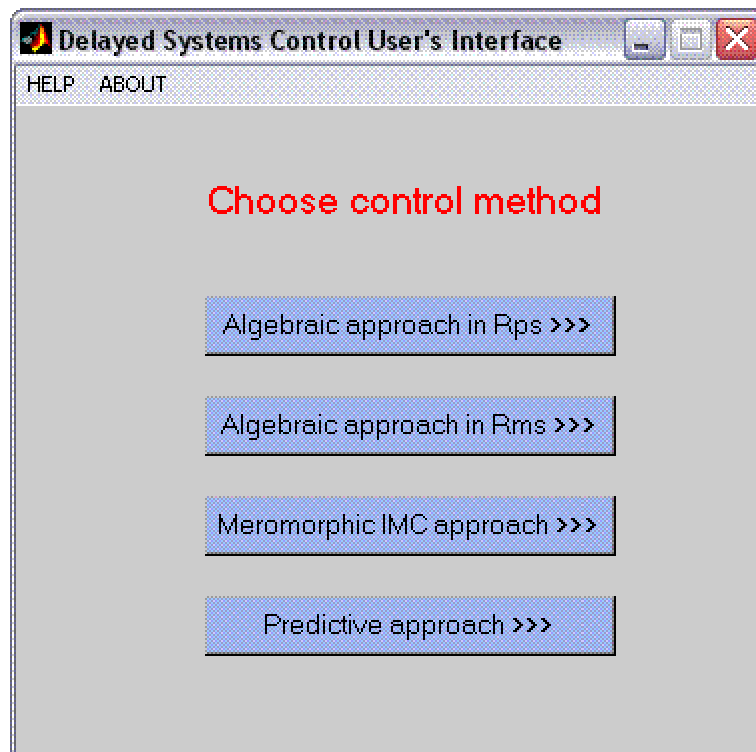 Delayed Systems Control User's Interface
HELP ABOUT
Choose control method
Algebraic approach in Rps >>>
Algebraic approach in Rms >>>
Meromorphic IMC approach >>>
Predictive approach >>>